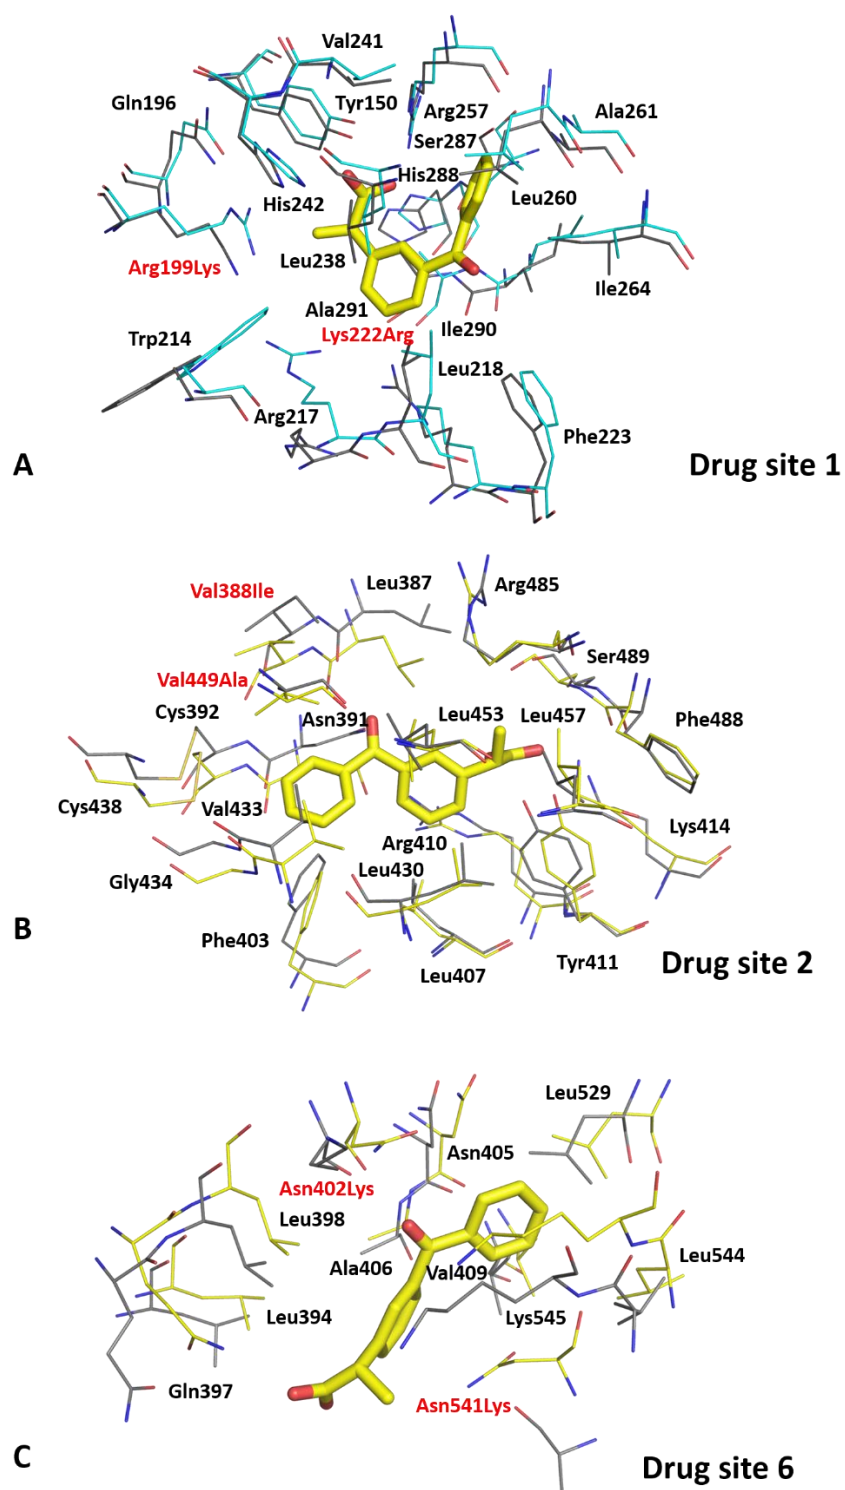 Val241
Gln196
Tyr150
Arg257
Ala261
Ser287
His288
His242
Leu260
Arg199Lys
Leu238
Ile264
Ala291
Trp214
Lys222Arg
Ile290
Leu218
Arg217
Phe223
A
Drug site 1
Val388Ile
Leu387
Arg485
Ser489
Val449Ala
Cys392
Asn391
Leu453
Leu457
Phe488
Cys438
Val433
Arg410
Lys414
Gly434
Leu430
B
Phe403
Leu407
Tyr411
Drug site 2
Leu529
Asn405
Asn402Lys
Leu398
Ala406
Val409
Leu544
Leu394
Lys545
Gln397
Asn541Lys
C
Drug site 6